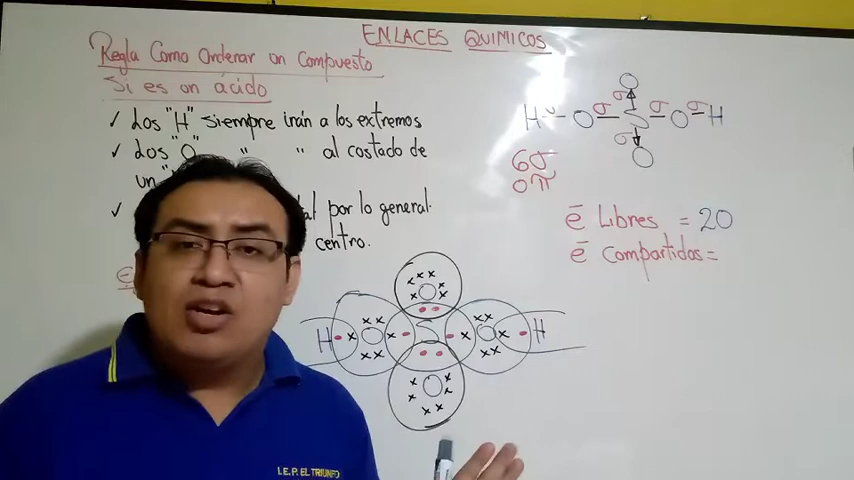 ENLACES QUIMICOS
Regla Como Ordenar un Compuesto
Si es un ácido
✓ Los "H" siempre irán a los extremos
✓ Los "O" " " al costado de
un
✓ por lo general
centro.
H - O - S - O - H
O
O
σ σ σ σ σ
6σ
0π
ē Libres = 20
ē Compartidos =
H S H
I.E.P. EL TRIUNFO